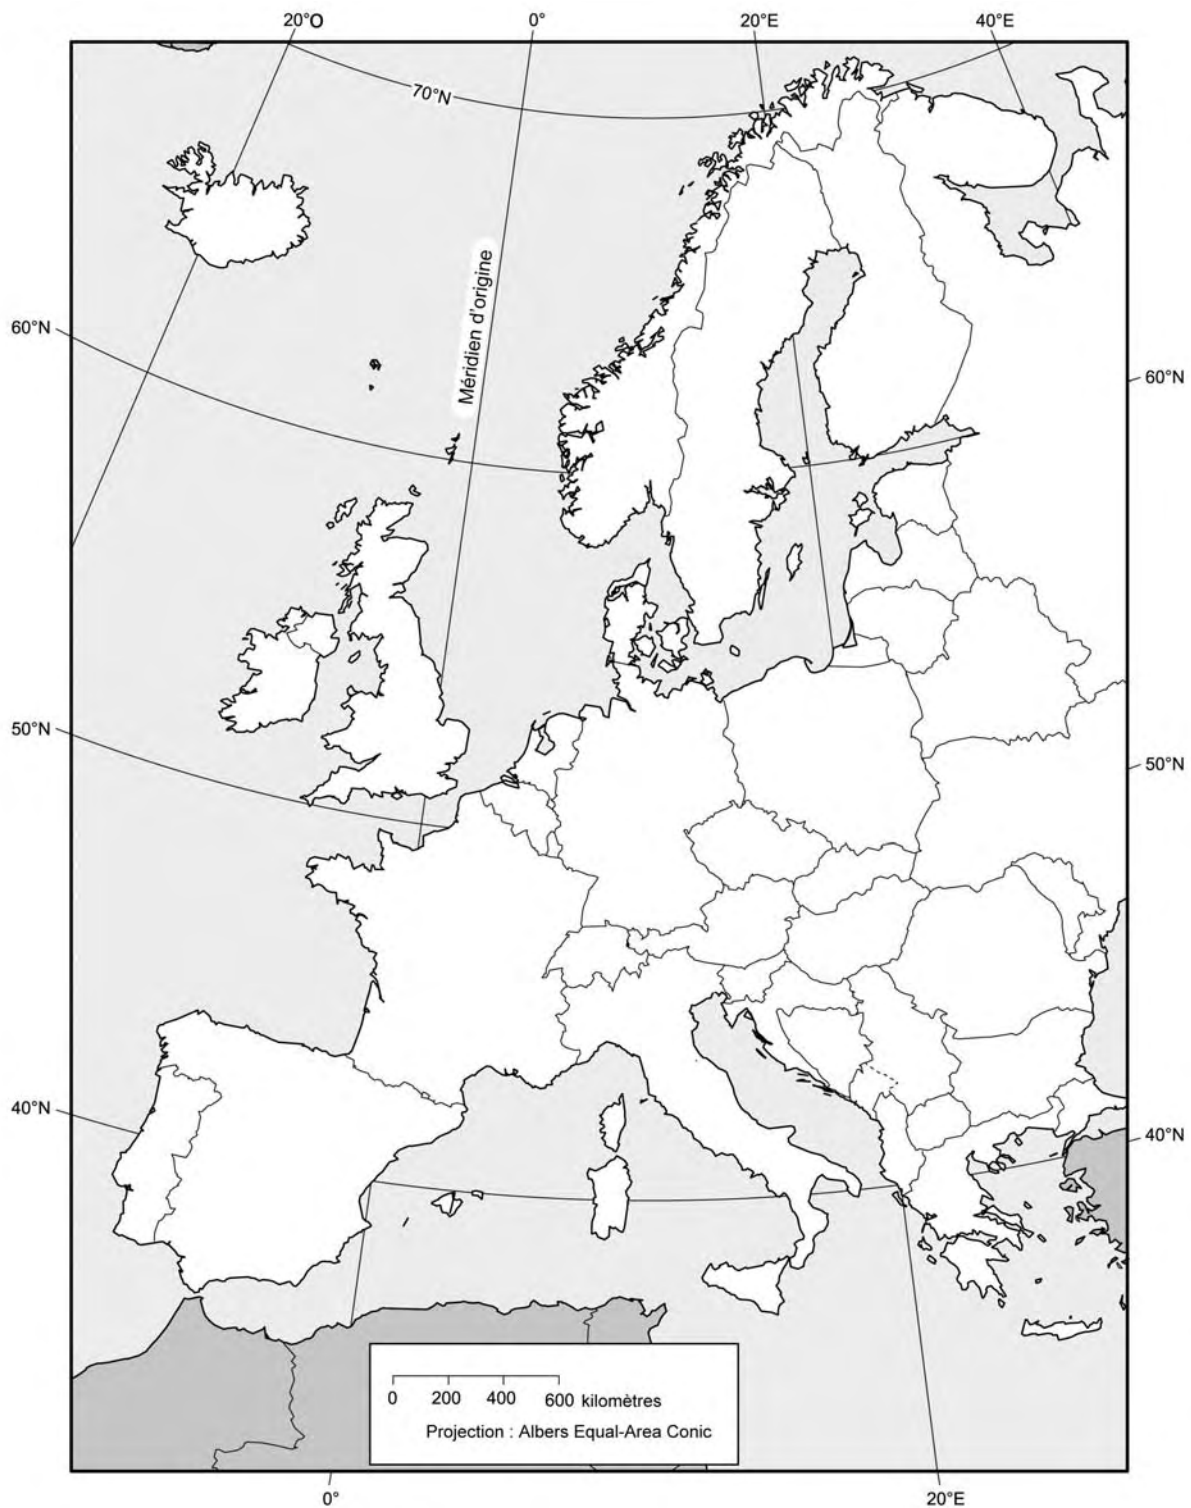 20°O
0°
20°E
40°E
70°N
Méridien d'origine
60°N
60°N
50°N
50°N
40°N
40°N
0 200 400 600 kilomètres
Projection : Albers Equal-Area Conic
0°
20°E